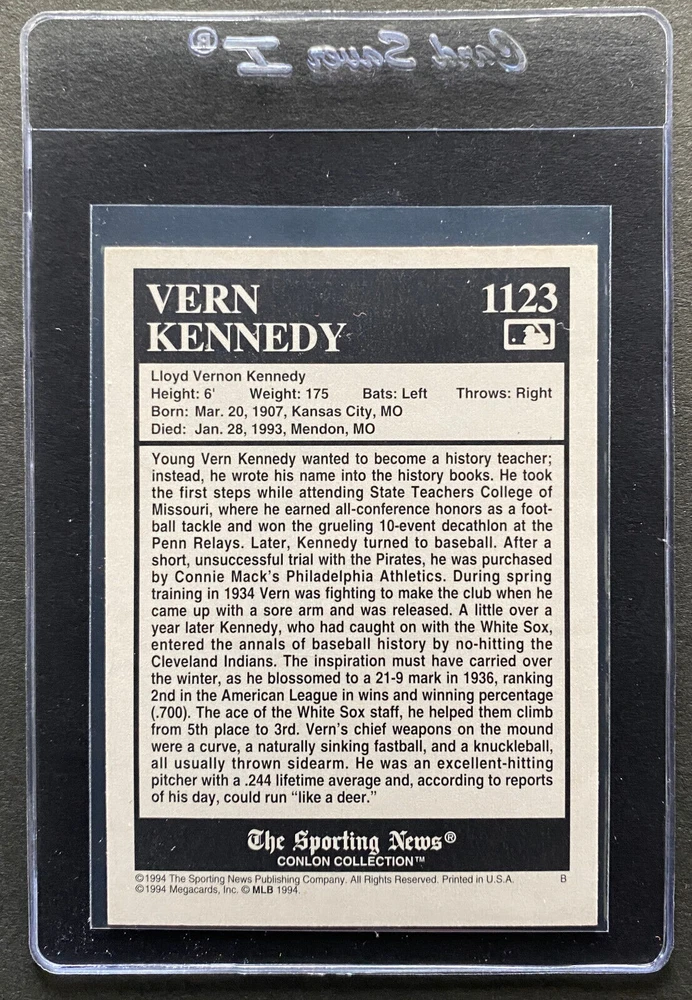 Card Saver I®
VERN 1123
KENNEDY
Lloyd Vernon Kennedy
Height: 6' Weight: 175 Bats: Left Throws: Right
Born: Mar. 20, 1907, Kansas City, MO
Died: Jan. 28, 1993, Mendon, MO
Young Vern Kennedy wanted to become a history teacher;
instead, he wrote his name into the history books. He took
the first steps while attending State Teachers College of
Missouri, where he earned all-conference honors as a foot-
ball tackle and won the grueling 10-event decathlon at the
Penn Relays. Later, Kennedy turned to baseball. After a
short, unsuccessful trial with the Pirates, he was purchased
by Connie Mack's Philadelphia Athletics. During spring
training in 1934 Vern was fighting to make the club when he
came up with a sore arm and was released. A little over a
year later Kennedy, who had caught on with the White Sox,
entered the annals of baseball history by no-hitting the
Cleveland Indians. The inspiration must have carried over
the winter, as he blossomed to a 21-9 mark in 1936, ranking
2nd in the American League in wins and winning percentage
(.700). The ace of the White Sox staff, he helped them climb
from 5th place to 3rd. Vern's chief weapons on the mound
were a curve, a naturally sinking fastball, and a knuckleball,
all usually thrown sidearm. He was an excellent-hitting
pitcher with a .244 lifetime average and, according to reports
of his day, could run "like a deer."
The Sporting News®
CONLON COLLECTION™
©1994 The Sporting News Publishing Company. All Rights Reserved. Printed in U.S.A. B
©1994 Megacards, Inc. © MLB 1994.